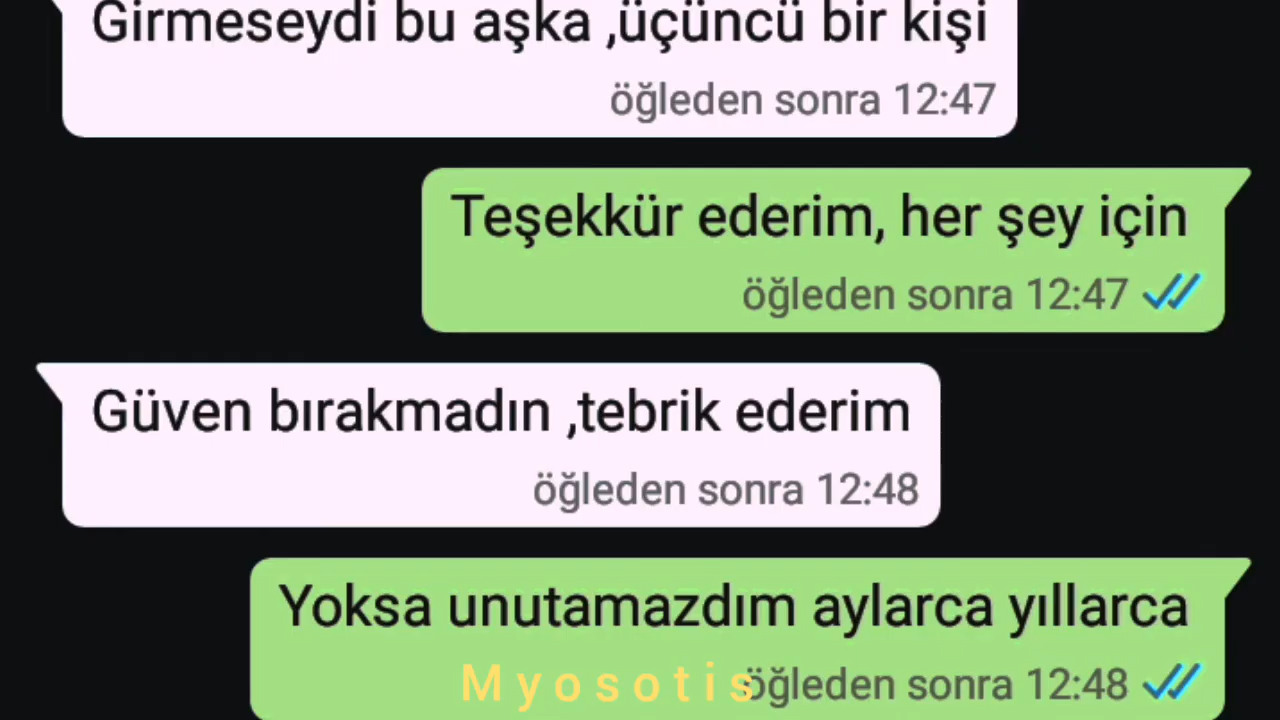 Girmeseydi bu aşka ,üçüncü bir kişi
öğleden sonra 12:47
Teşekkür ederim, her şey için
öğleden sonra 12:47
Güven bırakmadın ,tebrik ederim
öğleden sonra 12:48
Yoksa unutamazdım aylarca yıllarca
Myosotis
öğleden sonra 12:48